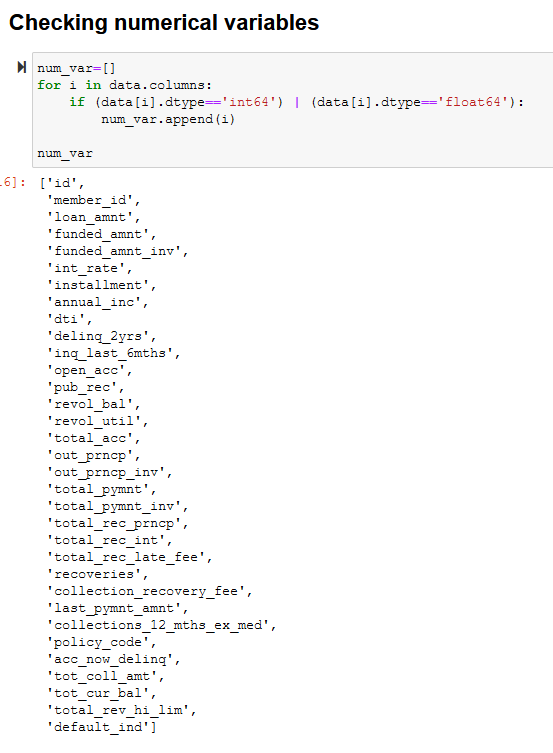 Checking numerical variables
num_var=[]
for i in data.columns:
    if (data[i].dtype=='int64') | (data[i].dtype=='float64'):
        num_var.append(i)

num_var
.6]: ['id',
 'member_id',
 'loan_amnt',
 'funded_amnt',
 'funded_amnt_inv',
 'int_rate',
 'installment',
 'annual_inc',
 'dti',
 'delinq_2yrs',
 'inq_last_6mths',
 'open_acc',
 'pub_rec',
 'revol_bal',
 'revol_util',
 'total_acc',
 'out_prncp',
 'out_prncp_inv',
 'total_pymnt',
 'total_pymnt_inv',
 'total_rec_prncp',
 'total_rec_int',
 'total_rec_late_fee',
 'recoveries',
 'collection_recovery_fee',
 'last_pymnt_amnt',
 'collections_12_mths_ex_med',
 'policy_code',
 'acc_now_delinq',
 'tot_coll_amt',
 'tot_cur_bal',
 'total_rev_hi_lim',
 'default_ind']